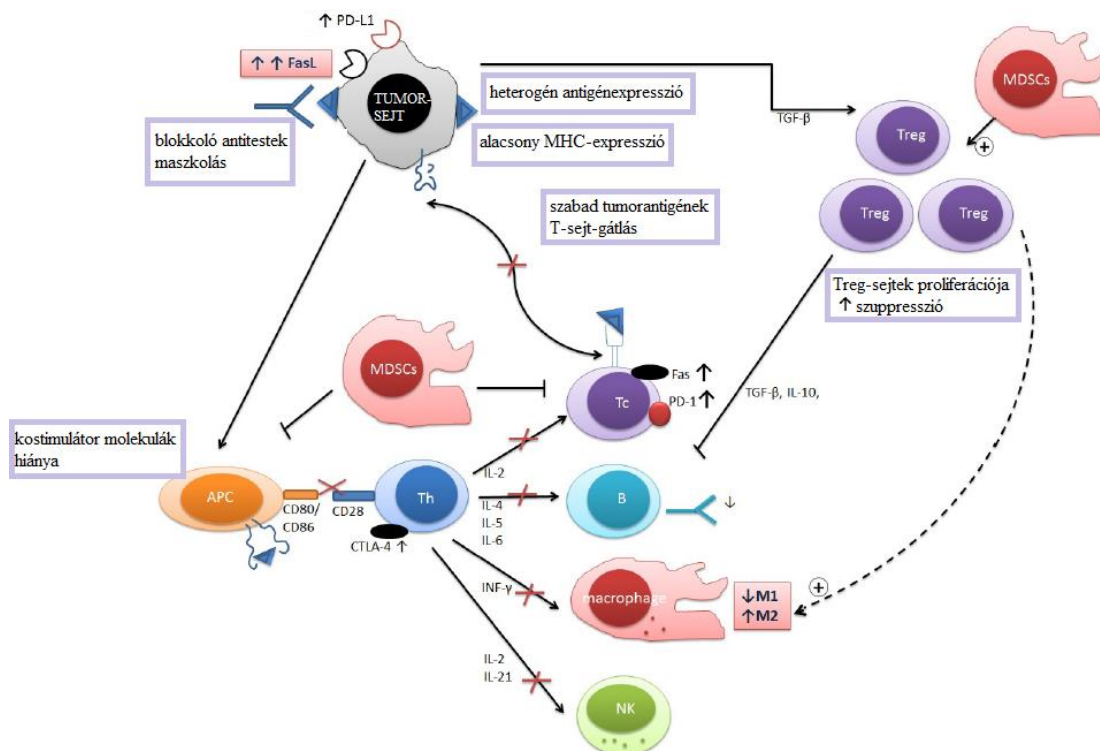 ↑ PD-L1
↑ ↑ FasL
TUMOR-
SEJT
heterogén antigénexpresszió
alacsony MHC-expresszió
blokkoló antitestek
maszkolás
TGF-β
MDSCs
Treg
+
Treg
Treg
szabad tumorantigének
T-sejt-gátlás
Treg-sejtek proliferációja
↑ szuppresszió
MDSCs
Fas ↑
Tc
PD-1 ↑
TGF-β, IL-10,
kostimulátor molekulák
hiánya
IL-2
APC
CD80/
CD86
CD28
Th
CTLA-4 ↑
IL-4
IL-5
IL-6
B
↓
INF-γ
macrophage
↓M1
↑M2
+
IL-2
IL-21
NK